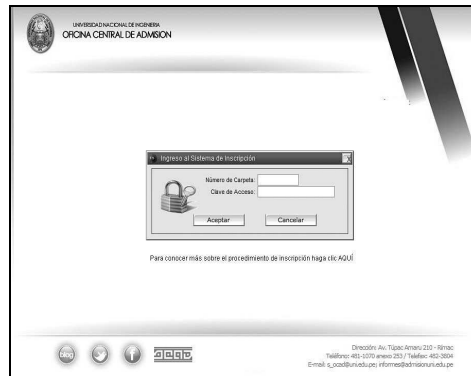 UNIVERSIDAD NACIONAL DE INGENIERIA
OFICINA CENTRAL DE ADMISION
Ingreso al Sistema de Inscripción
Número de Carpeta:
Clave de Acceso:
Aceptar
Cancelar
Para conocer más sobre el procedimiento de inscripción haga clic AQUÍ
blog
Dirección: Av. Túpac Amaru 210 - Rímac
Teléfono: 481-1070 anexo 253 / Telefax: 482-3804
E-mail: o_ocad@uni.edu.pe; informes@admisionuni.edu.pe